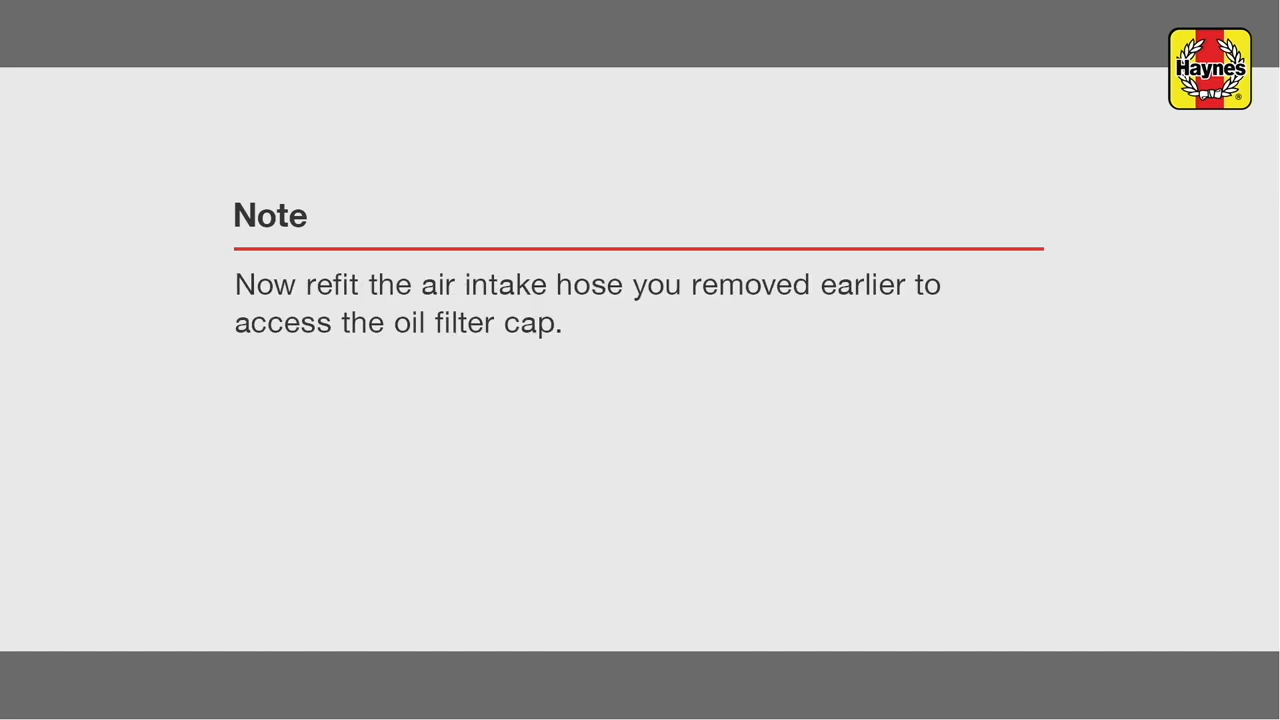 Haynes
®
Note
Now refit the air intake hose you removed earlier to
access the oil filter cap.